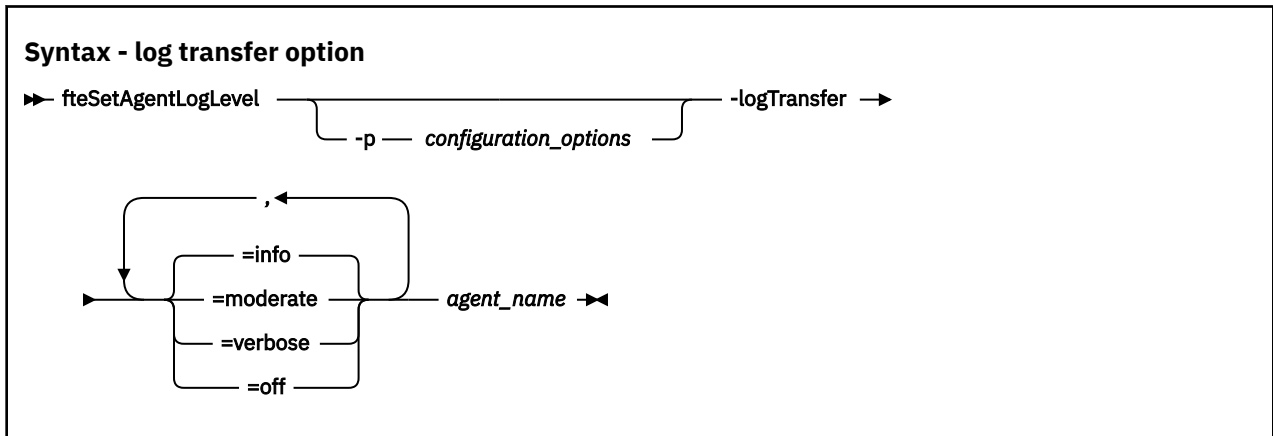 Syntax - log transfer option
fteSetAgentLogLevel -logTransfer
-p configuration_options
,
=info
=moderate agent_name
=verbose
=off